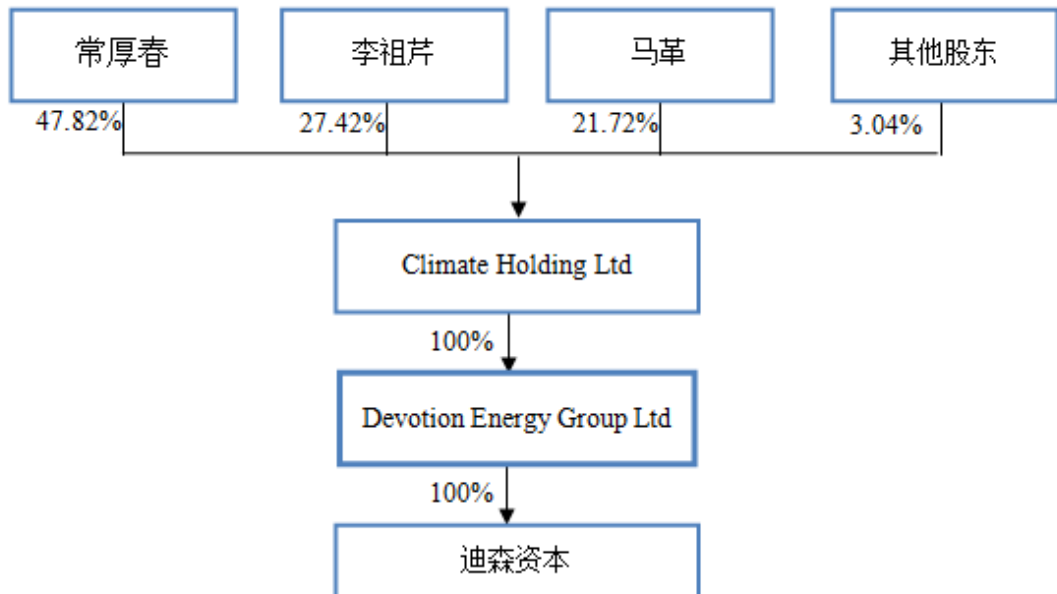 常厚春
李祖芹
马革
其他股东
47.82%
27.42%
21.72%
3.04%
Climate Holding Ltd
100%
Devotion Energy Group Ltd
100%
迪森资本